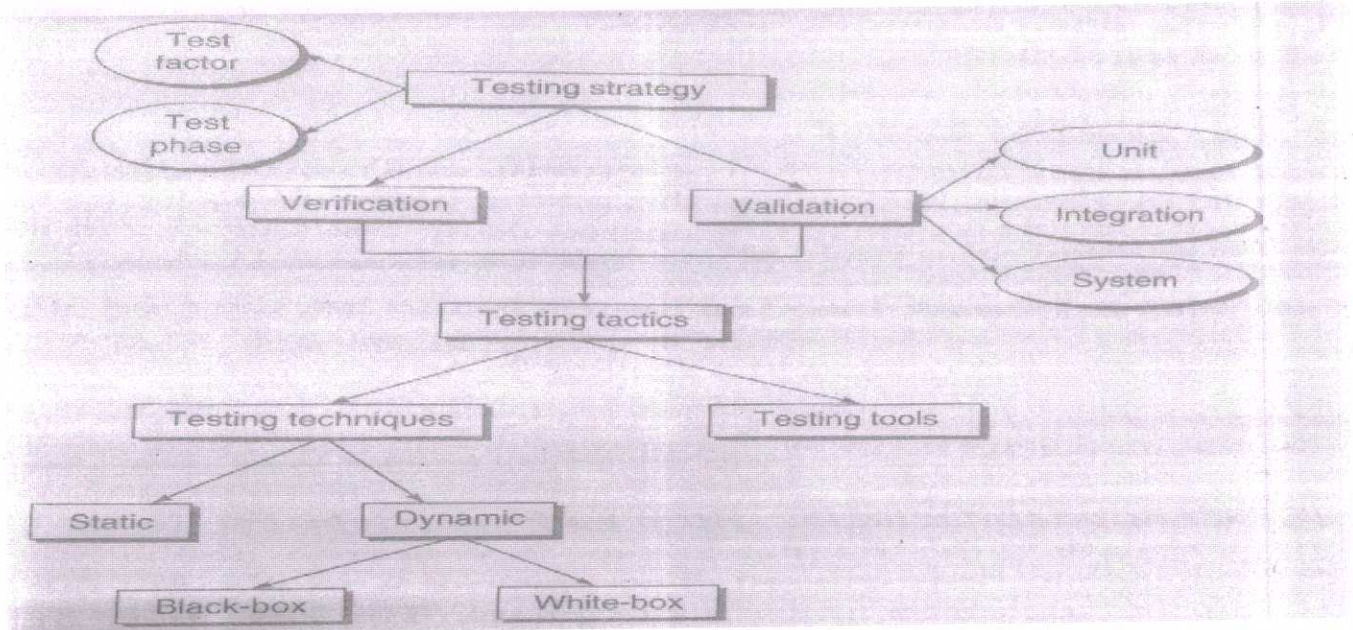 Test
factor
Testing strategy
Test
phase
Unit
Verification
Validation
Integration
System
Testing tactics
Testing techniques
Testing tools
Static
Dynamic
Black-box
White-box